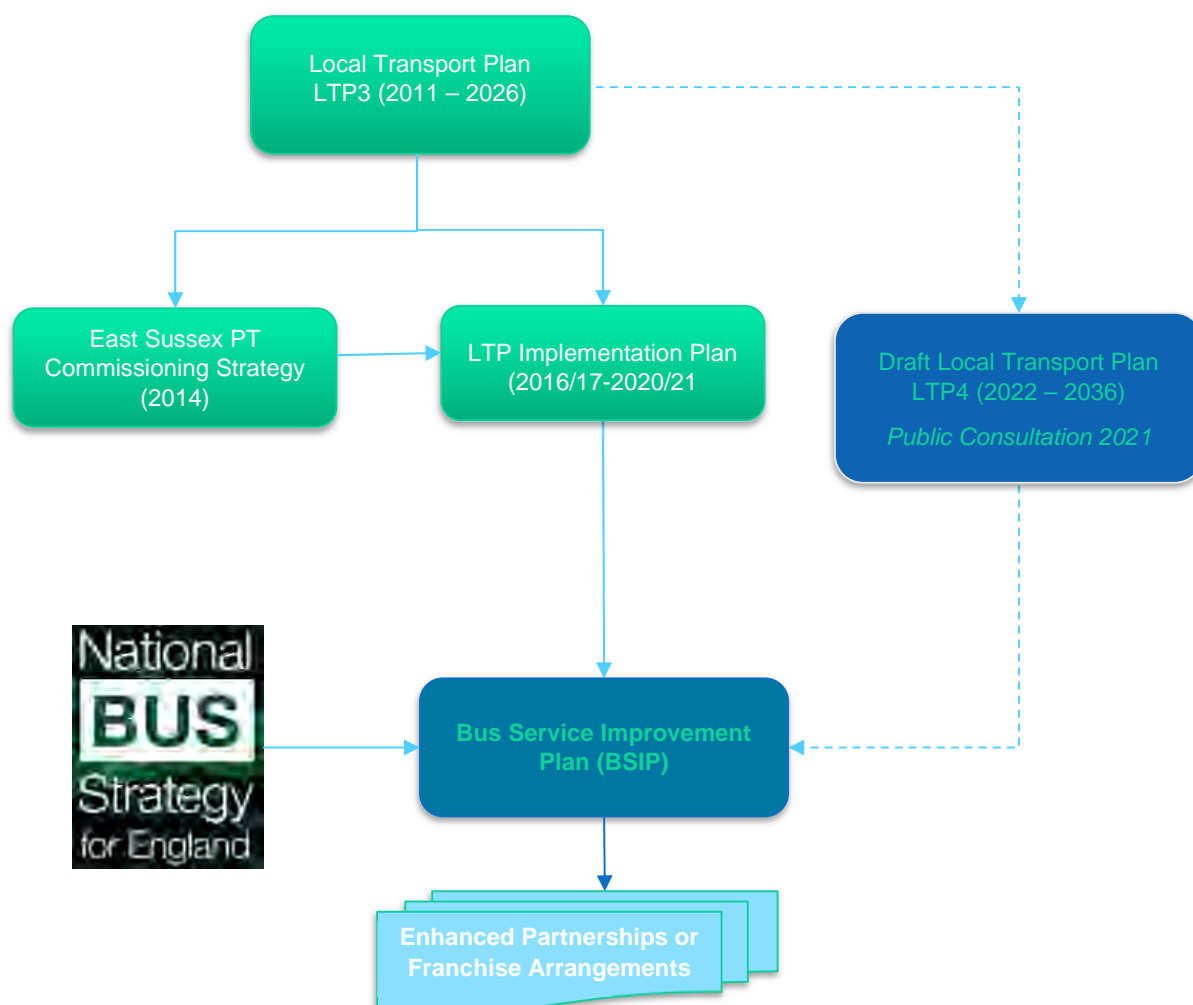 Local Transport Plan
LTP3 (2011 – 2026)
East Sussex PT
Commissioning Strategy
(2014)
LTP Implementation Plan
(2016/17-2020/21
Draft Local Transport Plan
LTP4 (2022 – 2036)
Public Consultation 2021
National
BUS
Strategy
for England
Bus Service Improvement
Plan (BSIP)
Enhanced Partnerships or
Franchise Arrangements